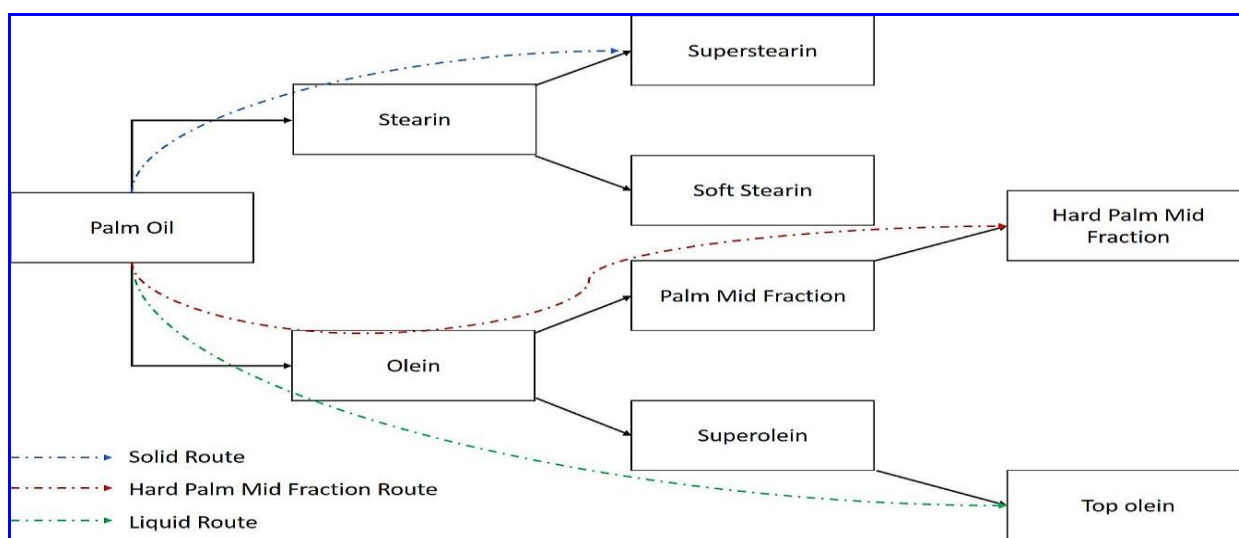 Superstearin
Stearin
Soft Stearin
Palm Oil
Hard Palm Mid
Fraction
Palm Mid Fraction
Olein
Superolein
Solid Route
Hard Palm Mid Fraction Route
Liquid Route
Top olein